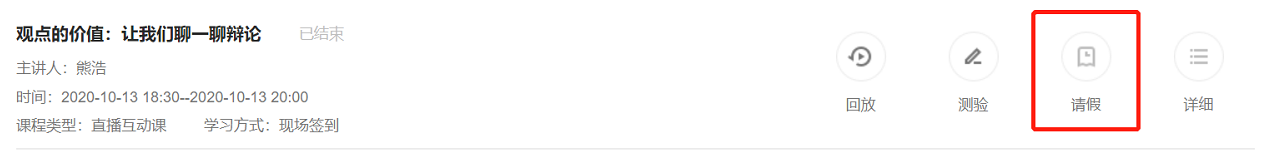 观点的价值：让我们聊一聊辩论 已结束
主讲人：熊浩
时间：2020-10-13 18:30--2020-10-13 20:00
课程类型：直播互动课 学习方式：现场签到
回放 测验 请假 详细